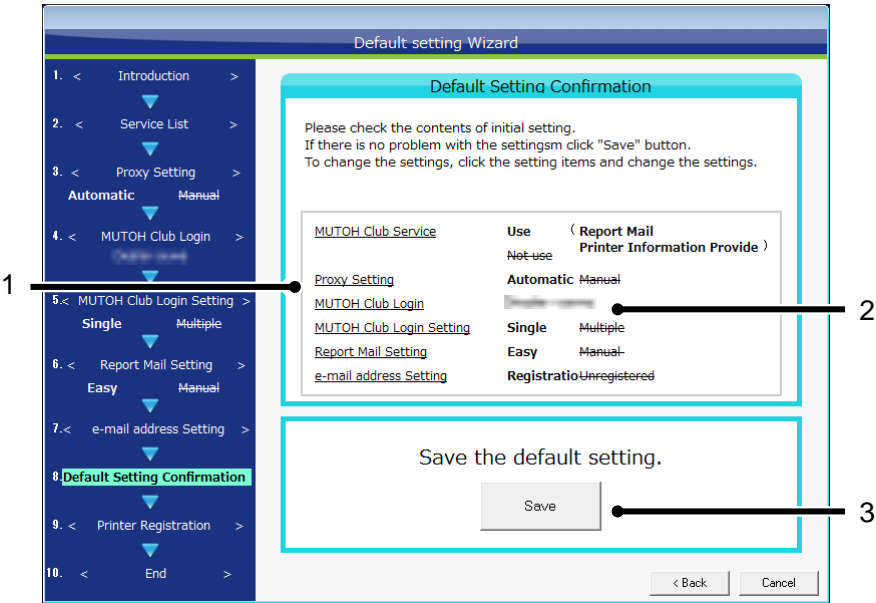 Default setting Wizard
1. < Introduction >
2. < Service List >
3. < Proxy Setting >
Automatic Manual
4. < MUTOH Club Login >
5.< MUTOH Club Login Setting >
Single Multiple
6. < Report Mail Setting >
Easy Manual
7.< e-mail address Setting >
8.Default Setting Confirmation
9. < Printer Registration >
10. < End >
Default Setting Confirmation
Please check the contents of initial setting.
If there is no problem with the settingsm click "Save" button.
To change the settings, click the setting items and change the settings.
MUTOH Club Service Use ( Report Mail
Printer Information Provide )
Not use
Proxy Setting Automatic Manual
MUTOH Club Login
MUTOH Club Login Setting Single Multiple
Report Mail Setting Easy Manual
e-mail address Setting Registratio Unregistered
Save the default setting.
Save
< Back Cancel
1
2
3